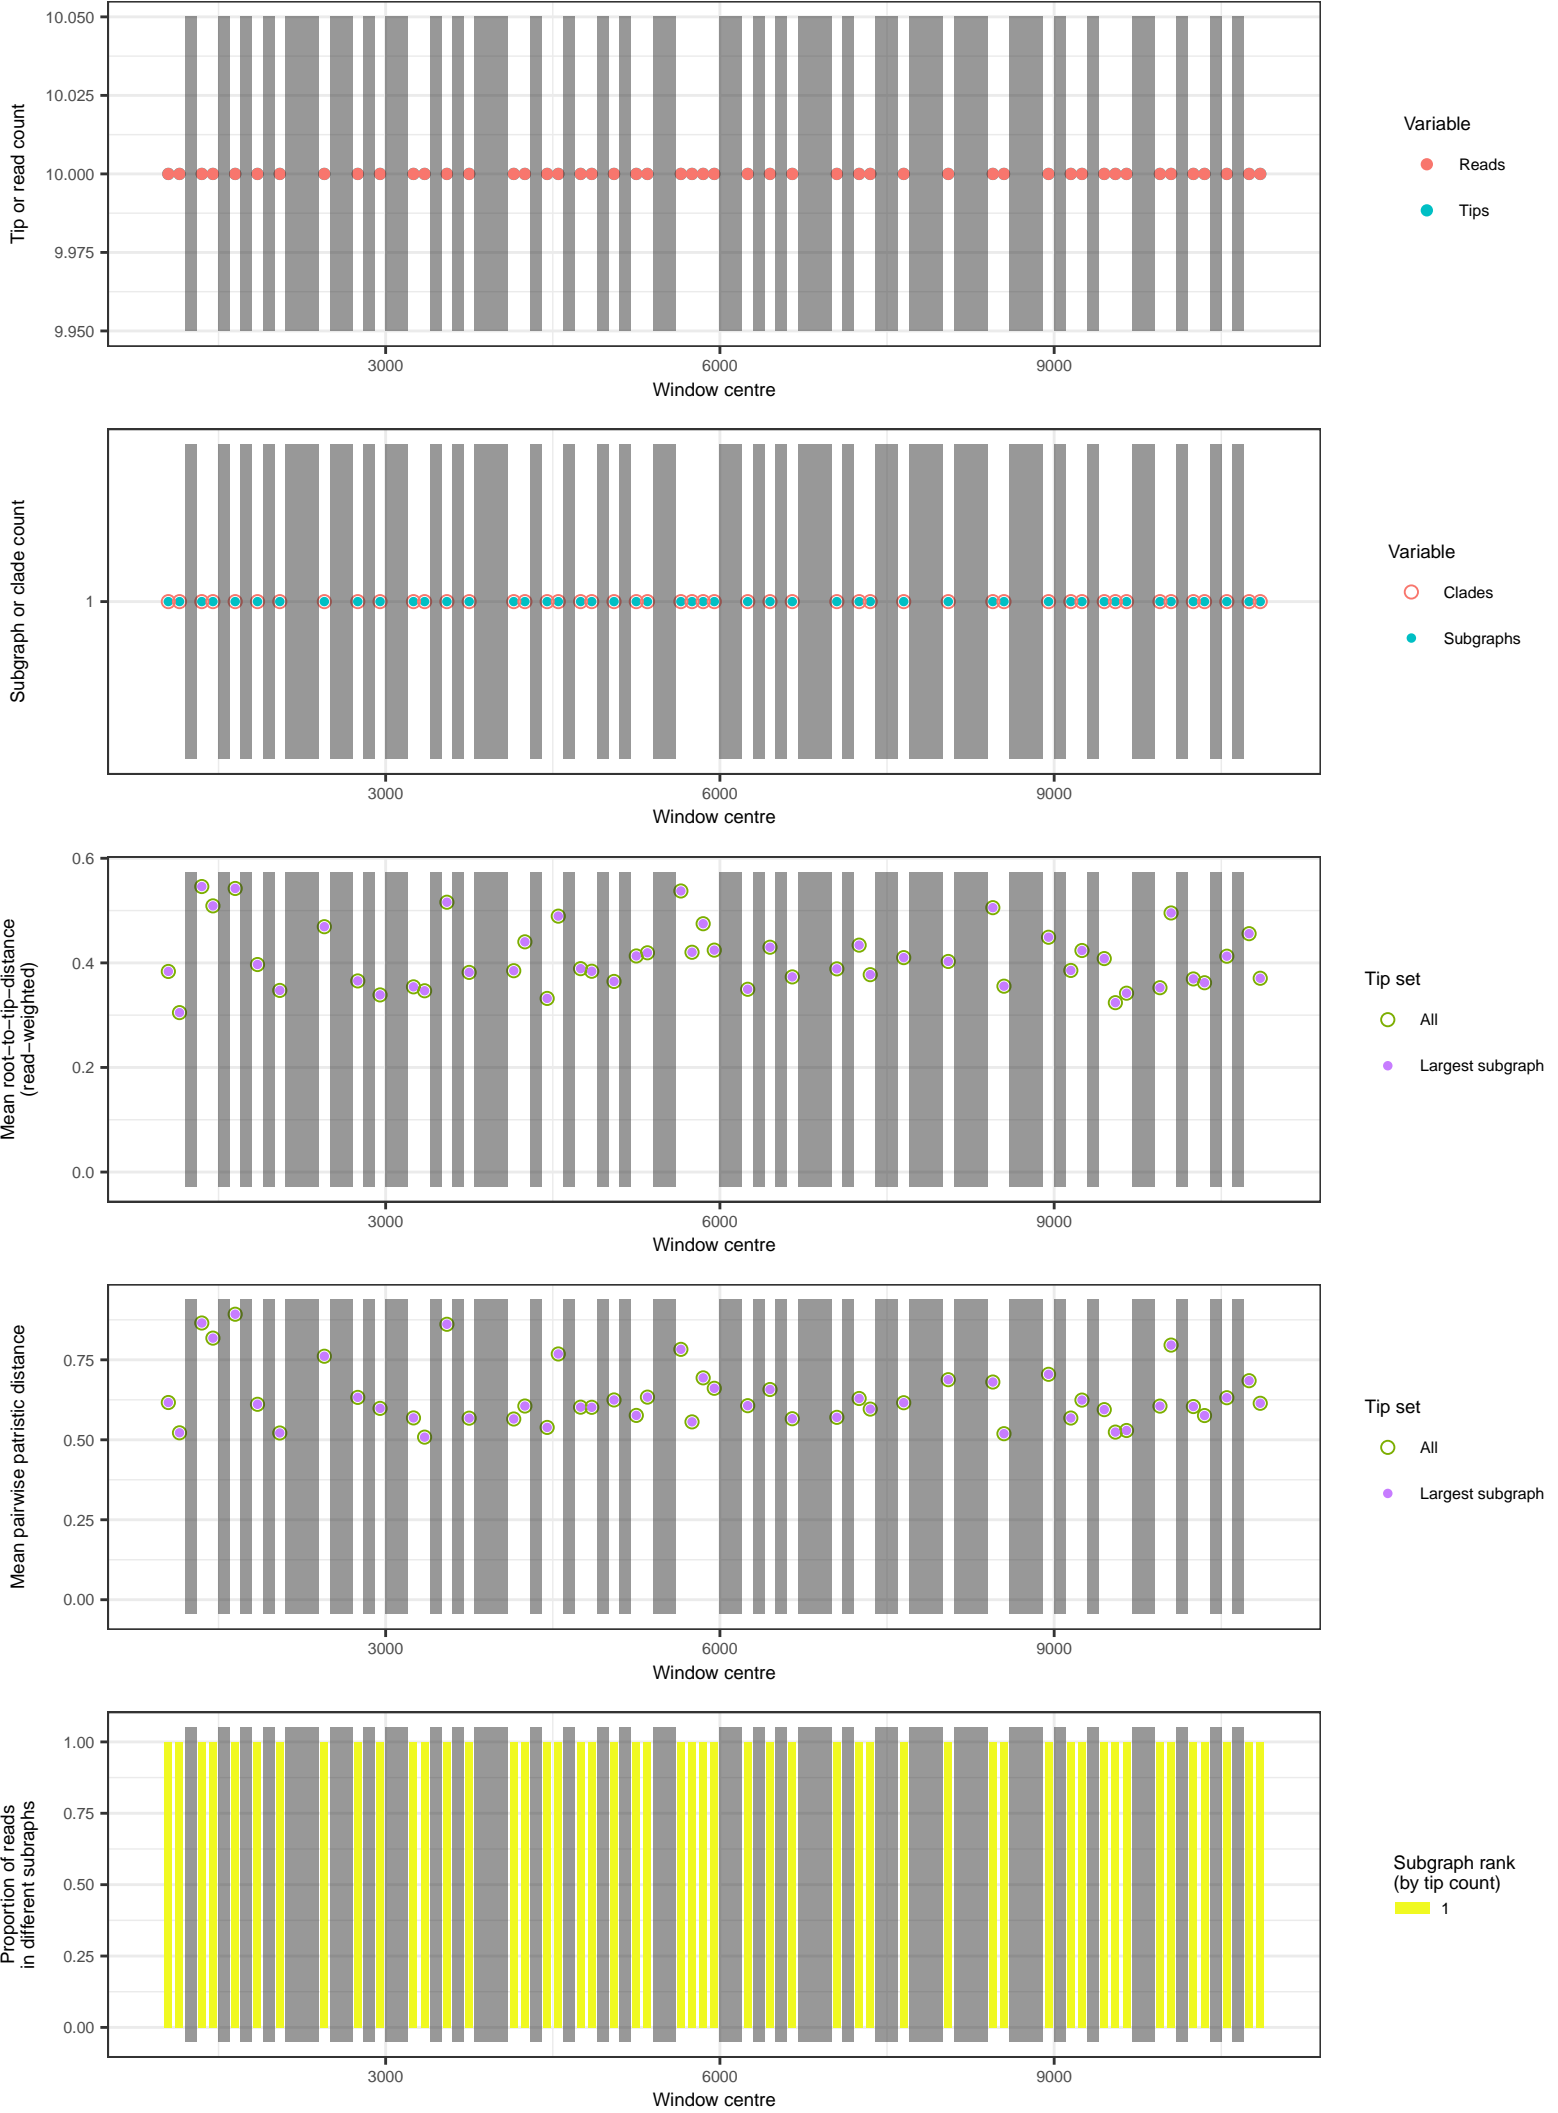 10.050
10.025
10.000
9.975
9.950
Tip or read count
3000
6000
9000
Window centre
Variable
Reads
Tips
1
Subgraph or clade count
3000
6000
9000
Window centre
Variable
Clades
Subgraphs
0.6
0.4
0.2
0.0
Mean root−to−tip−distance
(read−weighted)
3000
6000
9000
Window centre
Tip set
All
Largest subgraph
0.75
0.50
0.25
0.00
Mean pairwise patristic distance
3000
6000
9000
Window centre
Tip set
All
Largest subgraph
1.00
0.75
0.50
0.25
0.00
Proportion of reads
in different subraphs
3000
6000
9000
Window centre
Subgraph rank
(by tip count)
1